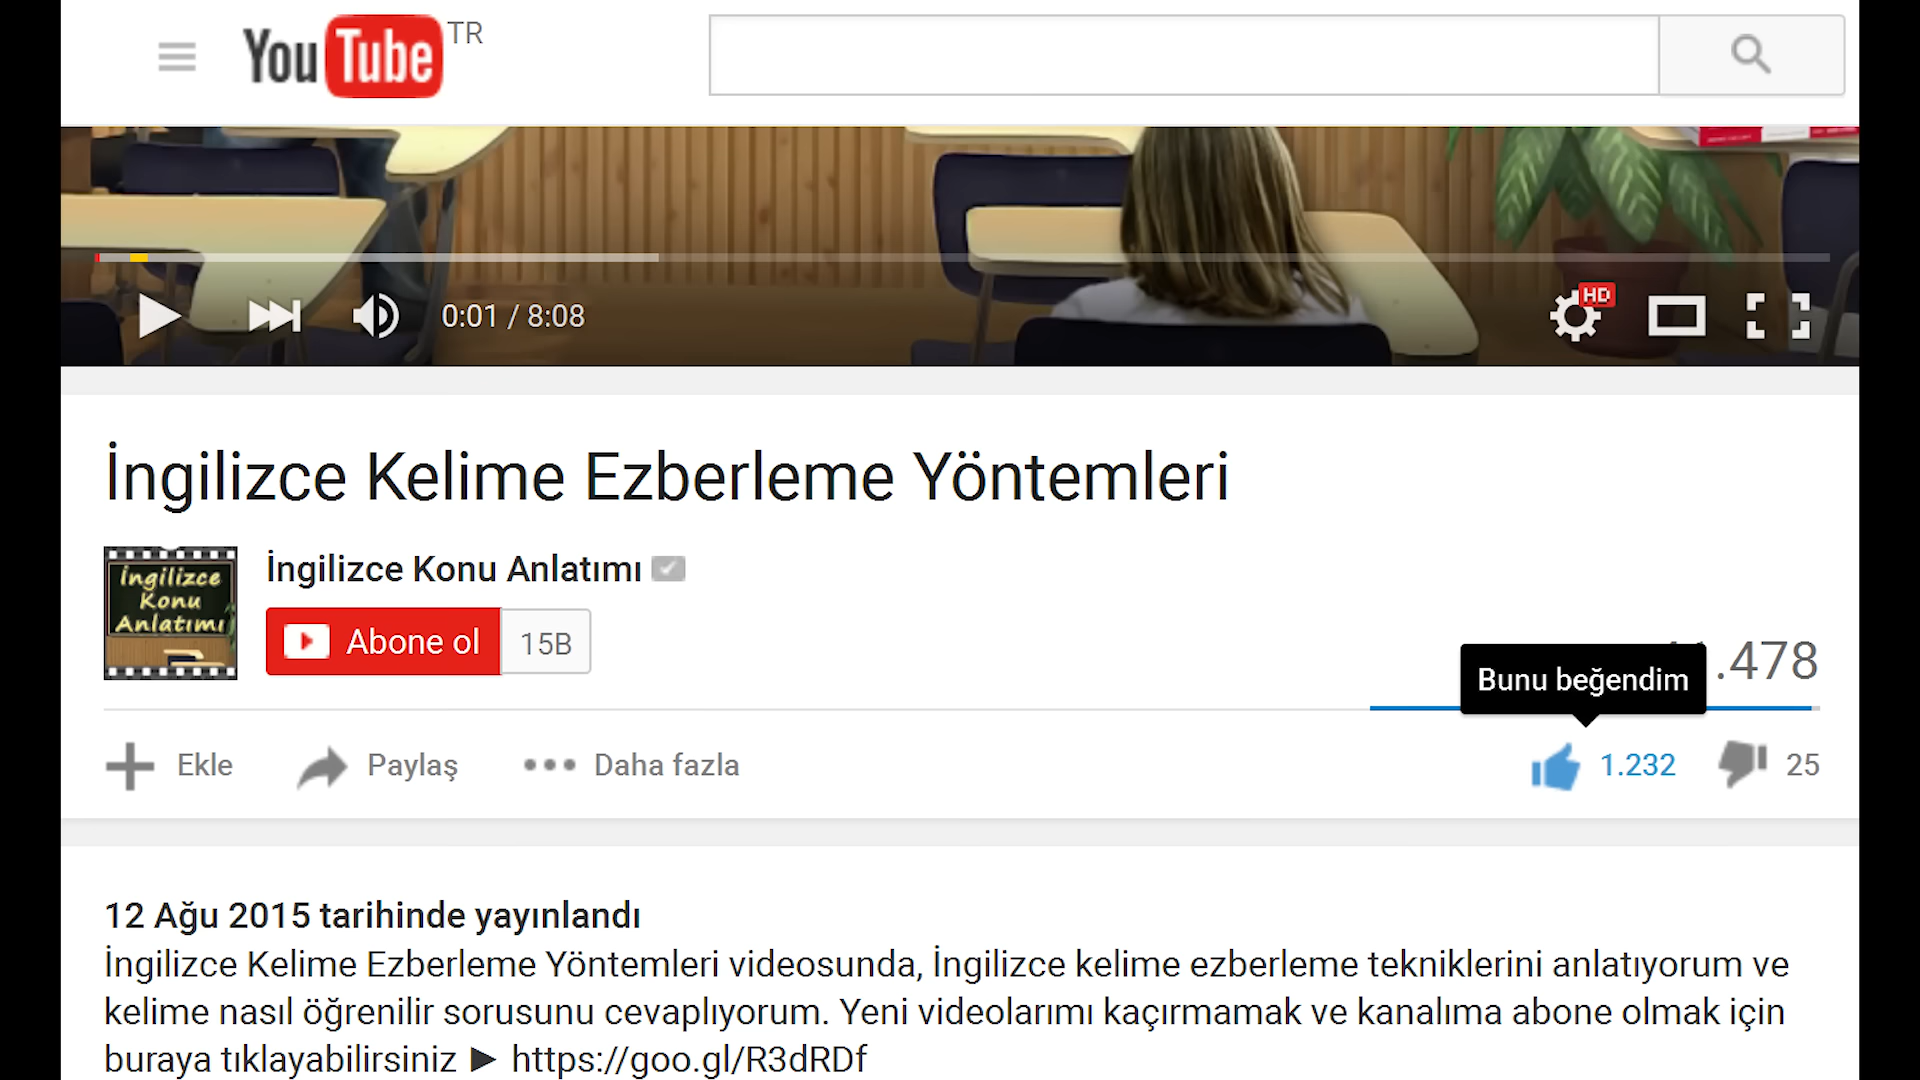 YouTube TR
0:01 / 8:08
HD
İngilizce Kelime Ezberleme Yöntemleri
İngilizce
Konu
Anlatımı
İngilizce Konu Anlatımı
Abone ol 15B
.478
Bunu beğendim
Ekle Paylaş Daha fazla 1.232 25
12 Ağu 2015 tarihinde yayınlandı
İngilizce Kelime Ezberleme Yöntemleri videosunda, İngilizce kelime ezberleme tekniklerini anlatıyorum ve
kelime nasıl öğrenilir sorusunu cevaplıyorum. Yeni videolarımı kaçırmamak ve kanalıma abone olmak için
buraya tıklayabilirsiniz ► https://goo.gl/R3dRDf